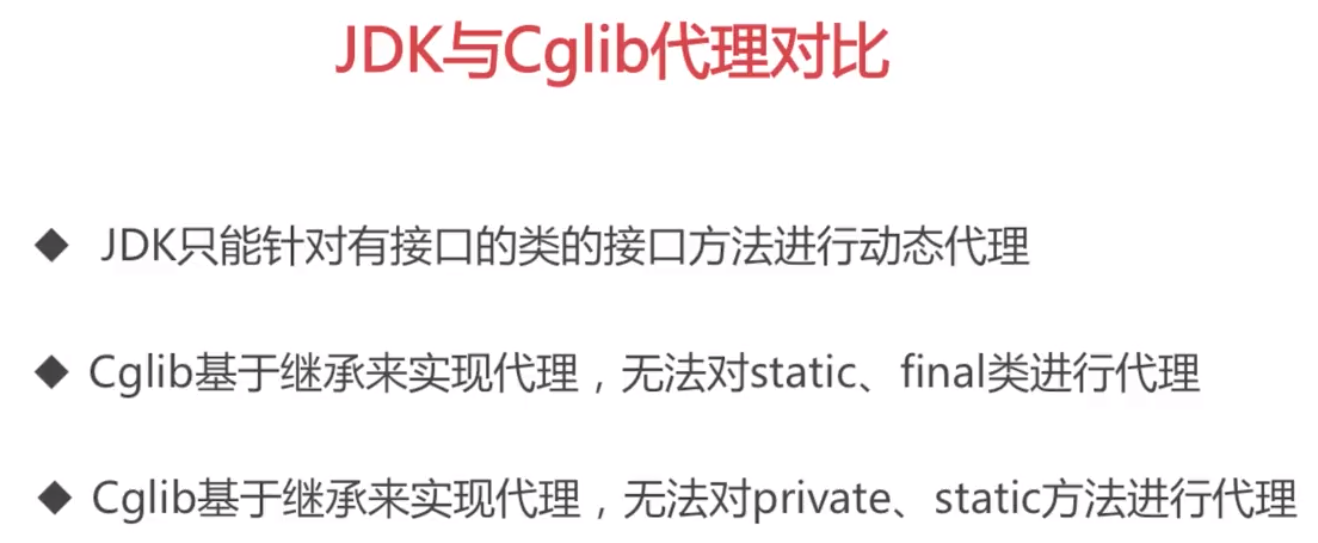 JDK与Cglib代理对比
◆ JDK只能针对有接口的类的接口方法进行动态代理
◆ Cglib基于继承来实现代理，无法对static、final类进行代理
◆ Cglib基于继承来实现代理，无法对private、static方法进行代理